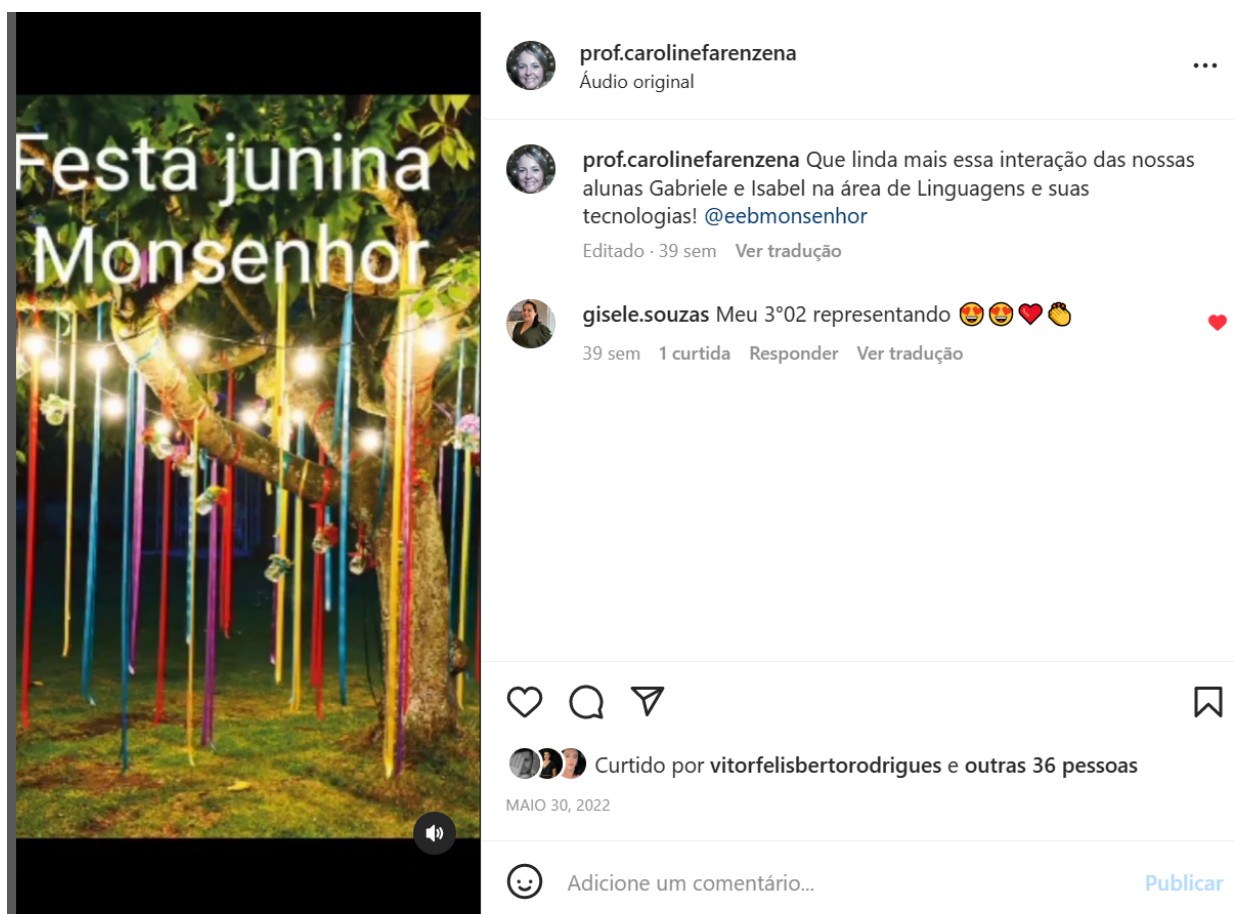 Festa junina
Monsenhor
prof.carolinefarenzena
Áudio original
prof.carolinefarenzena Que linda mais essa interação das nossas
alunas Gabriele e Isabel na área de Linguagens e suas
tecnologias! @eebmonsenhor
Editado · 39 sem Ver tradução
gisele.souzas Meu 3°02 representando 😍😍❤️👏
39 sem 1 curtida Responder Ver tradução
Curtido por vitorfelisbertorodrigues e outras 36 pessoas
MAIO 30, 2022
Adicione um comentário... Publicar